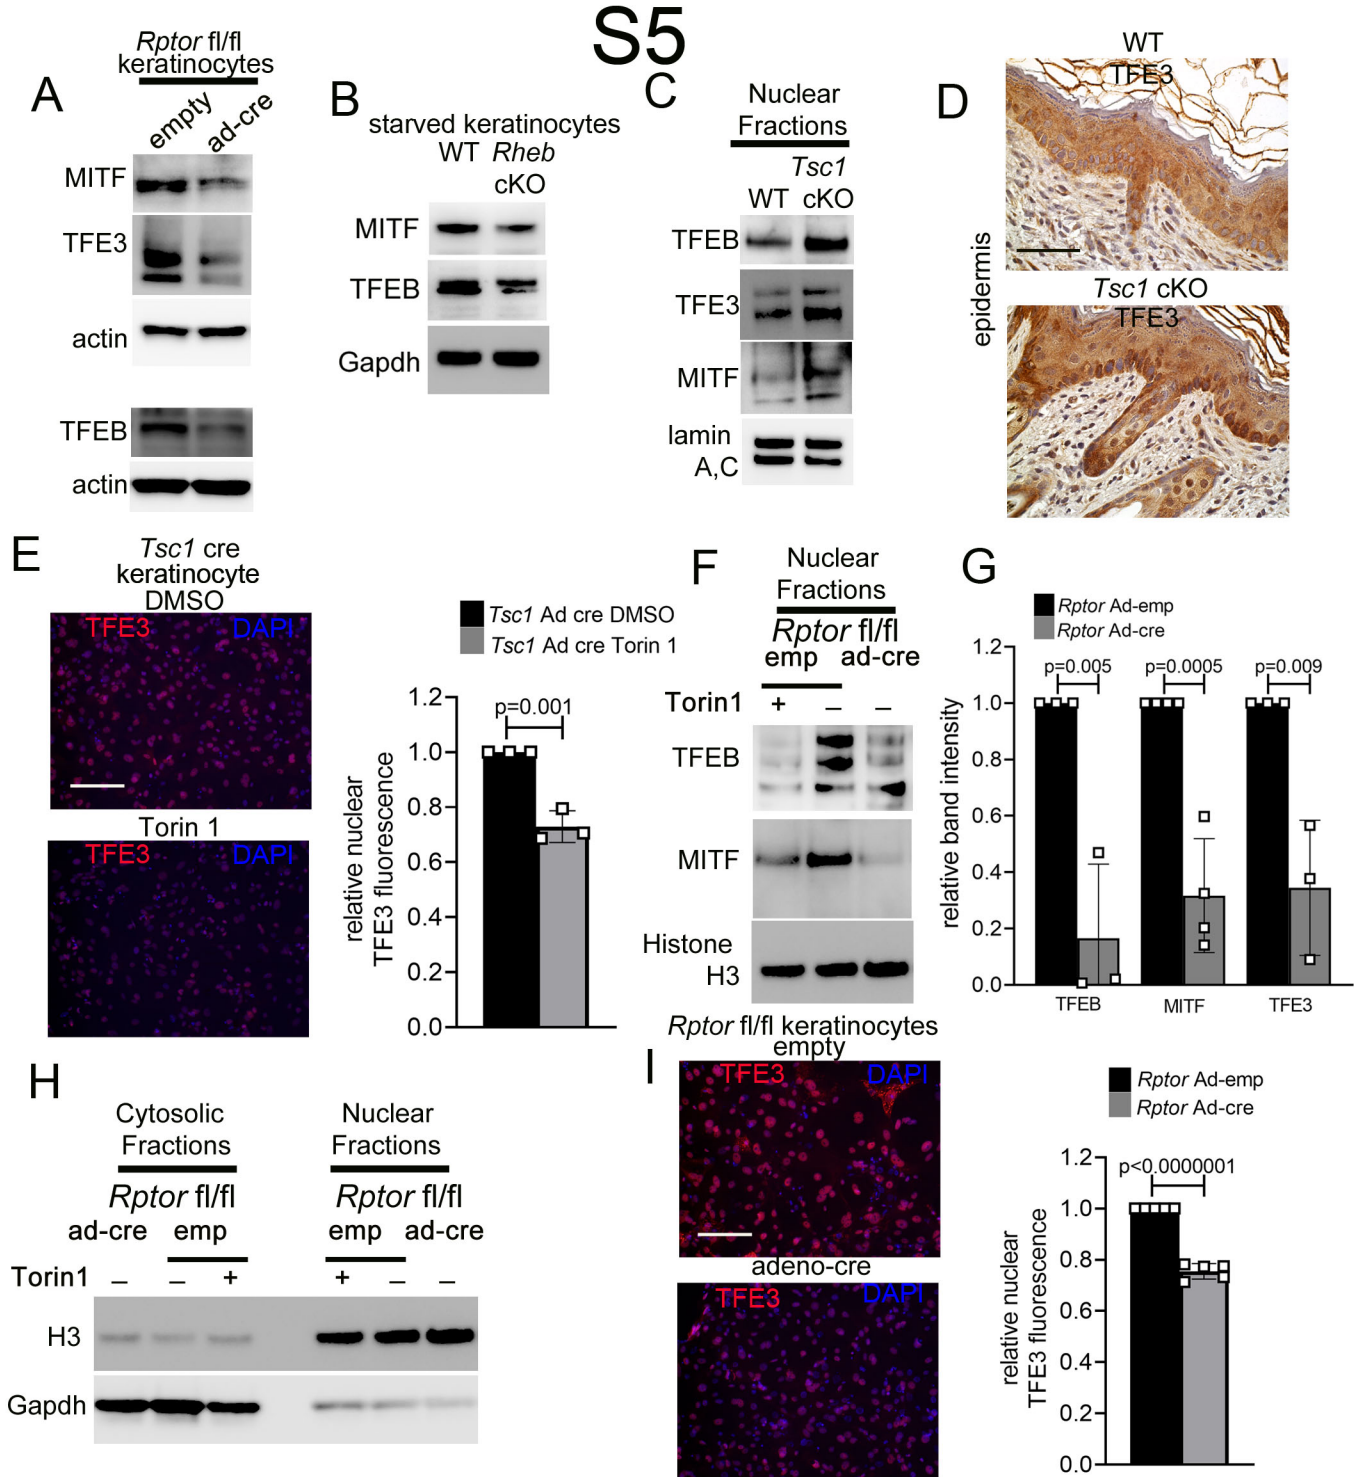 S5
A
Rptor fl/fl
keratinocytes
empty
ad-cre
MITF
TFE3
actin
TFEB
actin
B
starved keratinocytes
WT Rheb
cKO
MITF
TFEB
Gapdh
C
Nuclear
Fractions
Tsc1
WT cKO
TFEB
TFE3
MITF
lamin
A,C
D
WT
TFE3
epidermis
Tsc1 cKO
TFE3
E
Tsc1 cre
keratinocyte
DMSO
TFE3 DAPI
Torin 1
TFE3 DAPI
Tsc1 Ad cre DMSO
Tsc1 Ad cre Torin 1
relative nuclear
TFE3 fluorescence
1.2
1.0
0.8
0.6
0.4
0.2
0.0
p=0.001
F
Nuclear
Fractions
Rptor fl/fl
emp ad-cre
Torin1 + – –
TFEB
MITF
Histone
H3
G
Rptor Ad-emp
Rptor Ad-cre
relative band intensity
1.2
1.0
0.8
0.6
0.4
0.2
0.0
p=0.005 p=0.0005 p=0.009
TFEB MITF TFE3
H
Cytosolic
Fractions
Nuclear
Fractions
Rptor fl/fl Rptor fl/fl
ad-cre emp emp ad-cre
Torin1 – – + + – –
H3
Gapdh
I
Rptor fl/fl keratinocytes
empty
TFE3 DAPI
adeno-cre
TFE3 DAPI
Rptor Ad-emp
Rptor Ad-cre
relative nuclear
TFE3 fluorescence
1.2
1.0
0.8
0.6
0.4
0.2
0.0
p<0.0000001